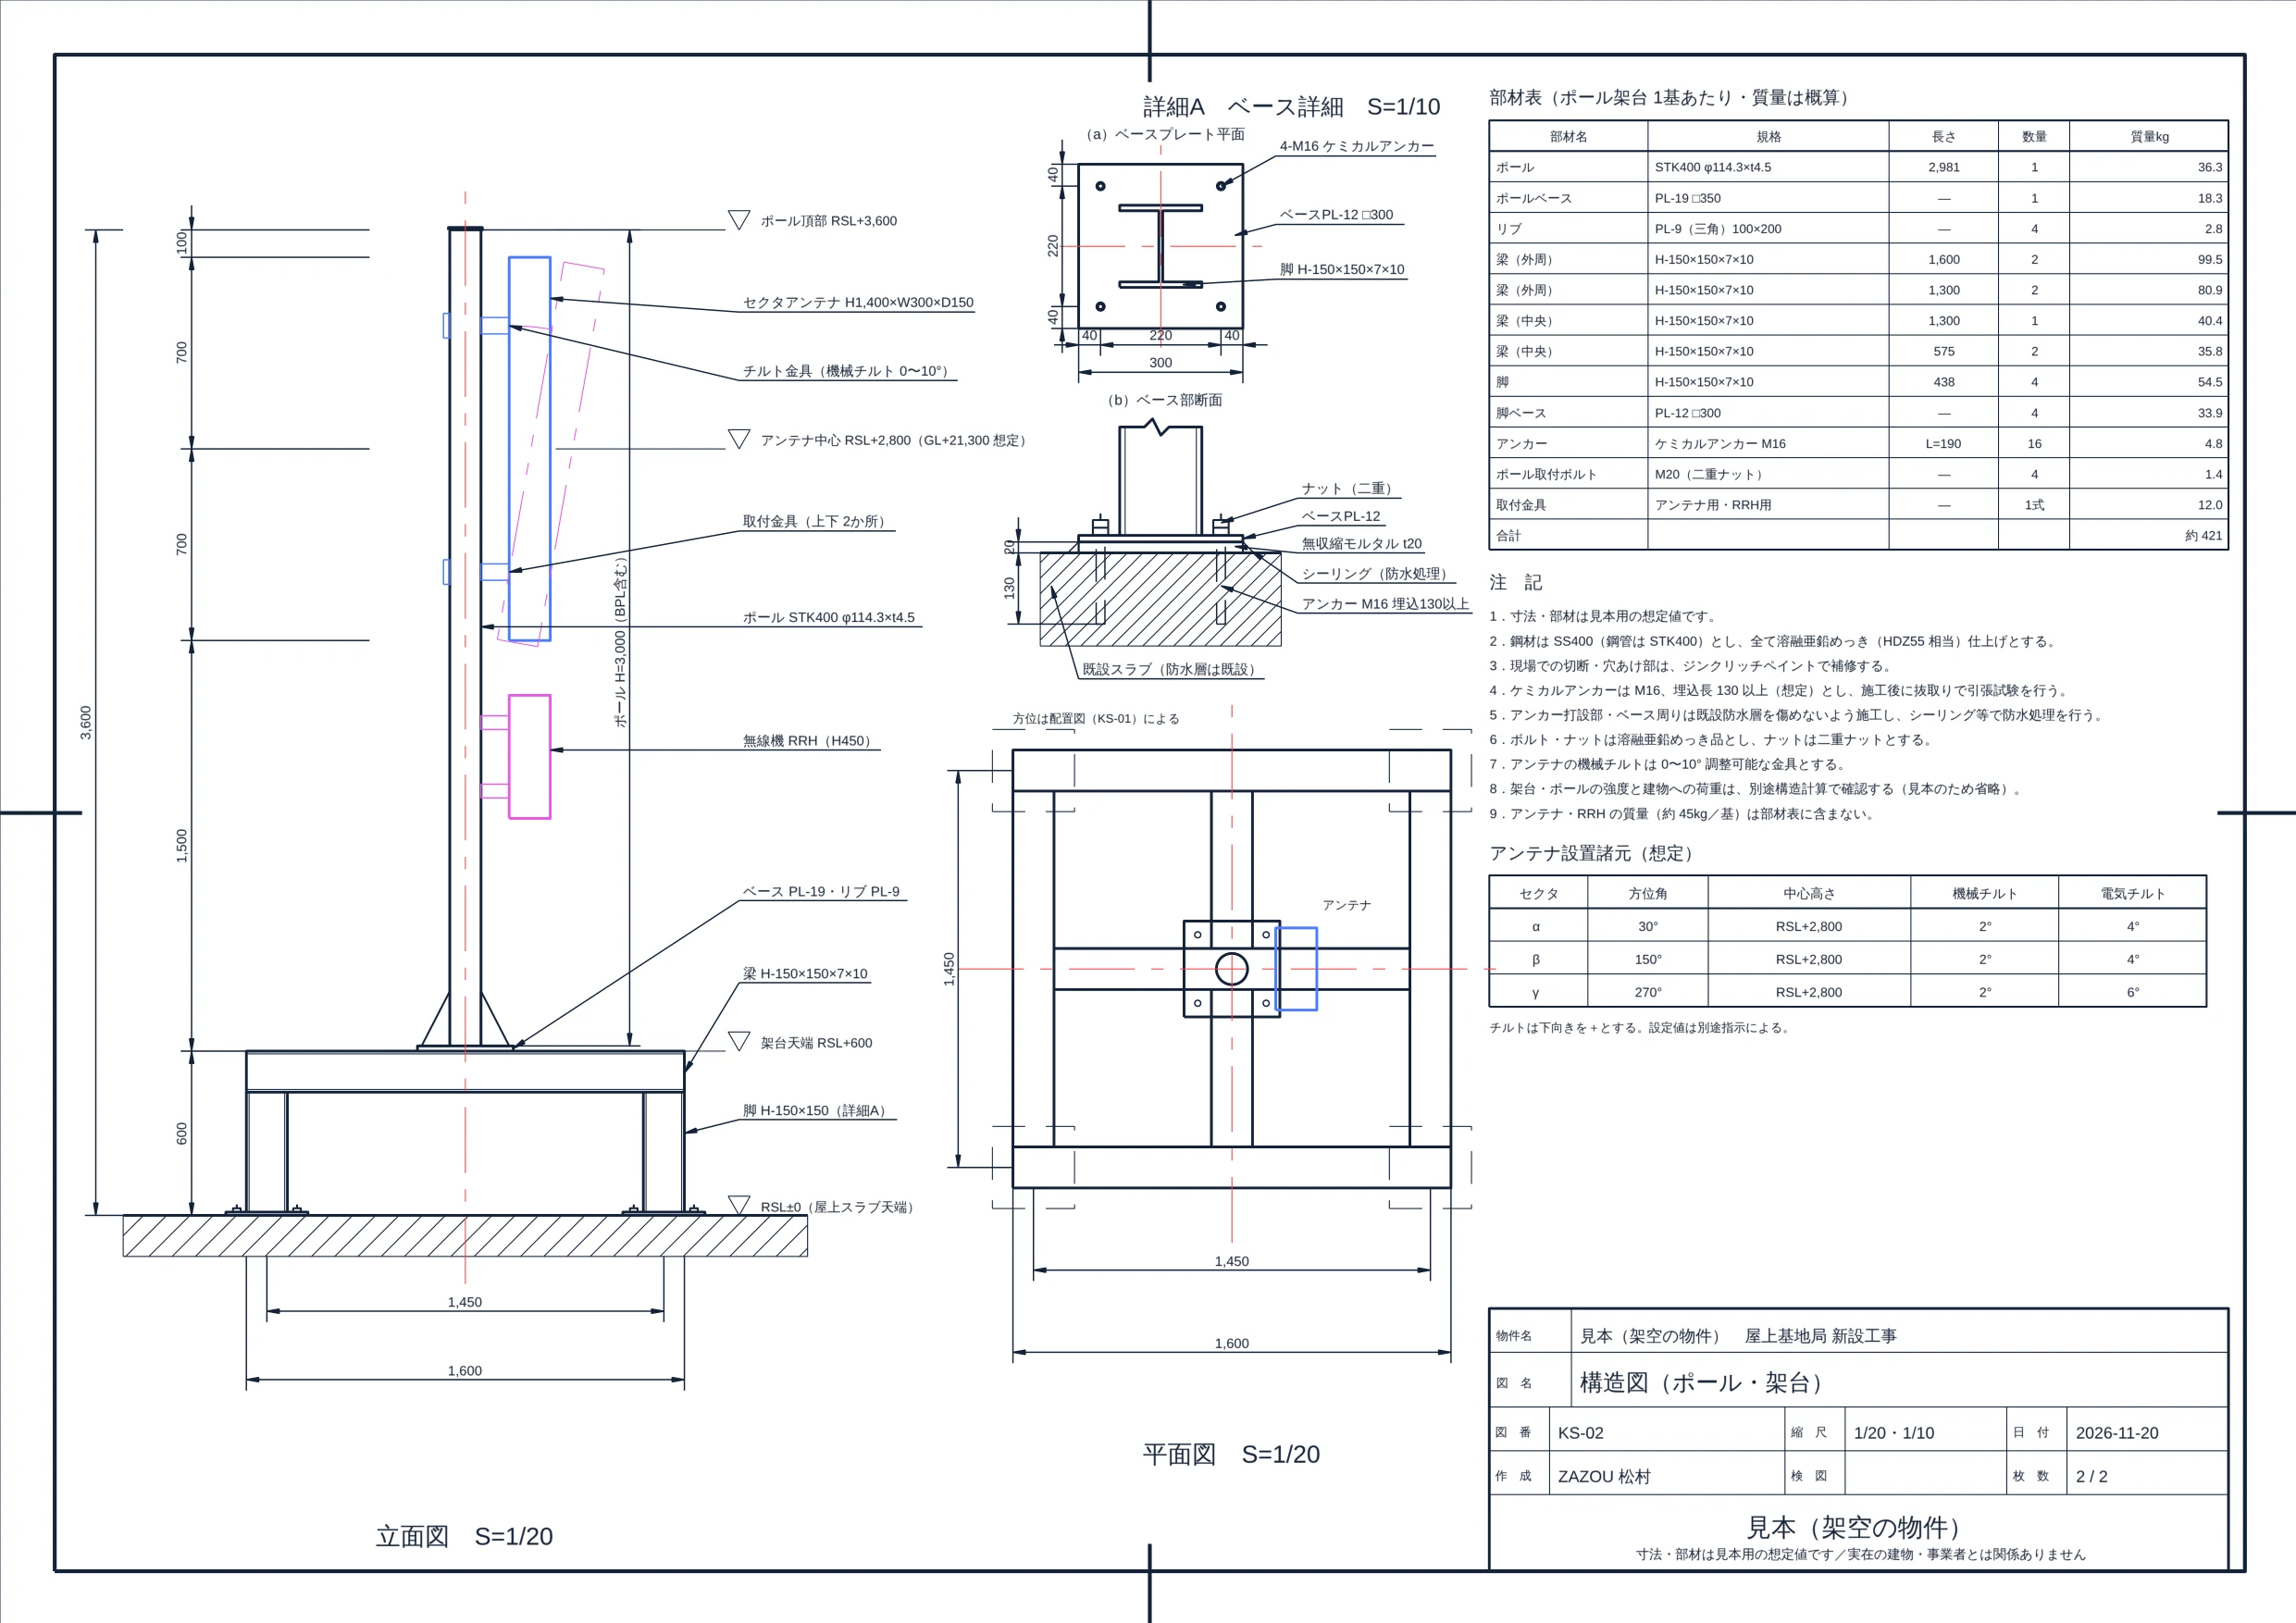 詳細A　ベース詳細　S=1/10
（a）ベースプレート平面
4-M16 ケミカルアンカー
ベースPL-12 □300
脚 H-150×150×7×10
40
220
40
40
220
40
300
（b）ベース部断面
ナット（二重）
ベースPL-12
無収縮モルタル t20
シーリング（防水処理）
アンカー M16 埋込130以上
既設スラブ（防水層は既設）
20
130
ポール頂部 RSL+3,600
セクタアンテナ H1,400×W300×D150
チルト金具（機械チルト 0〜10°）
アンテナ中心 RSL+2,800（GL+21,300 想定）
取付金具（上下 2か所）
ポール STK400 φ114.3×t4.5
無線機 RRH（H450）
ベース PL-19・リブ PL-9
梁 H-150×150×7×10
架台天端 RSL+600
脚 H-150×150（詳細A）
RSL±0（屋上スラブ天端）
ポール H=3,000（BPL含む）
100
700
700
1,500
600
3,600
1,450
1,600
立面図　S=1/20
方位は配置図（KS-01）による
アンテナ
1,450
1,450
1,600
平面図　S=1/20
部材表（ポール架台 1基あたり・質量は概算）
部材名 規格 長さ 数量 質量kg
ポール STK400 φ114.3×t4.5 2,981 1 36.3
ポールベース PL-19 □350 — 1 18.3
リブ PL-9（三角）100×200 — 4 2.8
梁（外周） H-150×150×7×10 1,600 2 99.5
梁（外周） H-150×150×7×10 1,300 2 80.9
梁（中央） H-150×150×7×10 1,300 1 40.4
梁（中央） H-150×150×7×10 575 2 35.8
脚 H-150×150×7×10 438 4 54.5
脚ベース PL-12 □300 — 4 33.9
アンカー ケミカルアンカー M16 L=190 16 4.8
ポール取付ボルト M20（二重ナット） — 4 1.4
取付金具 アンテナ用・RRH用 — 1式 12.0
合計 約 421
注　記
1．寸法・部材は見本用の想定値です。
2．鋼材は SS400（鋼管は STK400）とし、全て溶融亜鉛めっき（HDZ55 相当）仕上げとする。
3．現場での切断・穴あけ部は、ジンクリッチペイントで補修する。
4．ケミカルアンカーは M16、埋込長 130 以上（想定）とし、施工後に抜取りで引張試験を行う。
5．アンカー打設部・ベース周りは既設防水層を傷めないよう施工し、シーリング等で防水処理を行う。
6．ボルト・ナットは溶融亜鉛めっき品とし、ナットは二重ナットとする。
7．アンテナの機械チルトは 0〜10° 調整可能な金具とする。
8．架台・ポールの強度と建物への荷重は、別途構造計算で確認する（見本のため省略）。
9．アンテナ・RRH の質量（約 45kg／基）は部材表に含まない。
アンテナ設置諸元（想定）
セクタ 方位角 中心高さ 機械チルト 電気チルト
α 30° RSL+2,800 2° 4°
β 150° RSL+2,800 2° 4°
γ 270° RSL+2,800 2° 6°
チルトは下向きを＋とする。設定値は別途指示による。
物件名 見本（架空の物件）　屋上基地局 新設工事
図　名 構造図（ポール・架台）
図　番 KS-02 縮　尺 1/20・1/10 日　付 2026-11-20
作　成 ZAZOU 松村 検　図 枚　数 2 / 2
見本（架空の物件）
寸法・部材は見本用の想定値です／実在の建物・事業者とは関係ありません